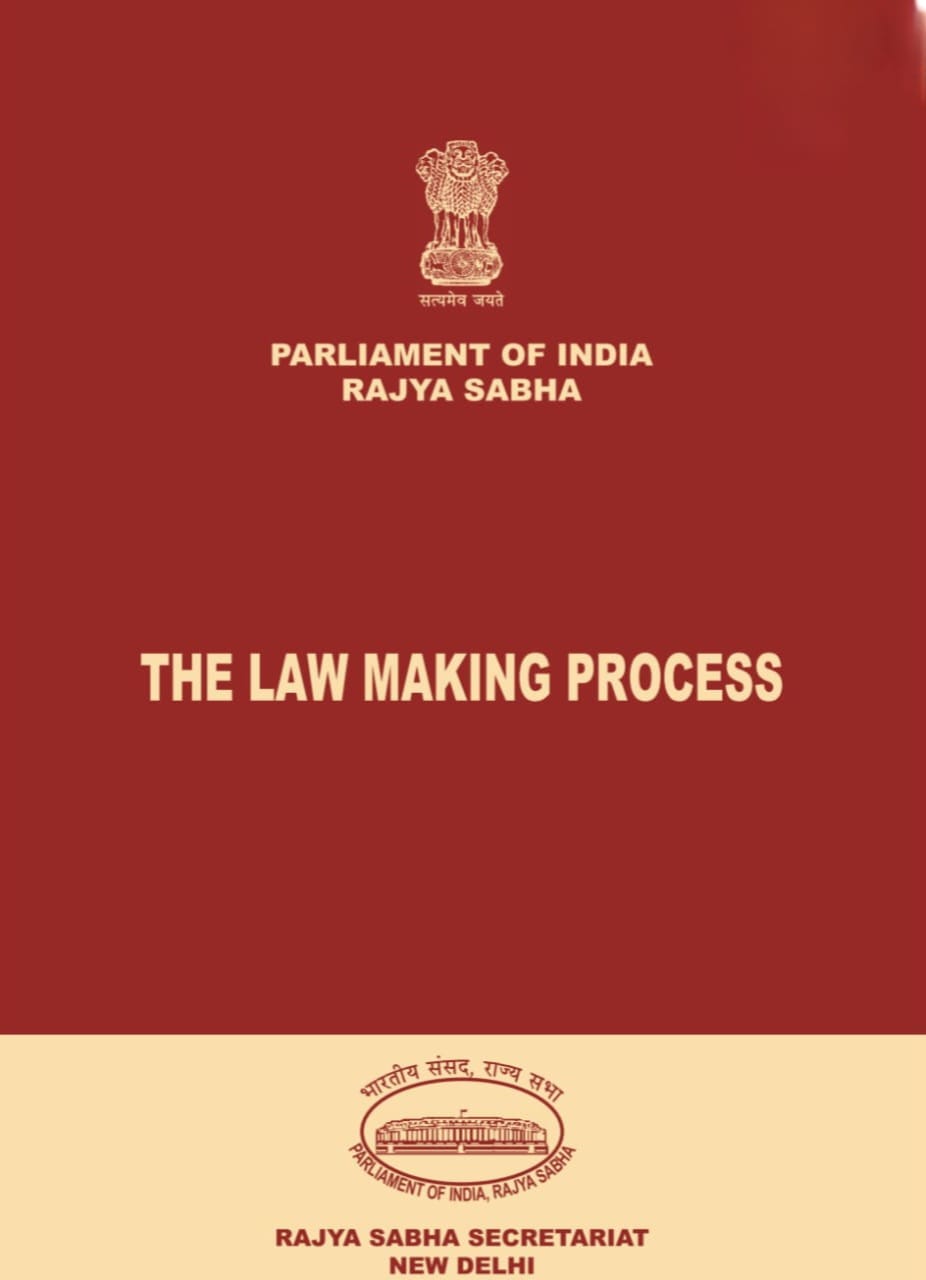 सत्यमेव जयते
PARLIAMENT OF INDIA
RAJYA SABHA
THE LAW MAKING PROCESS
भारतीय संसद, राज्य सभा
PARLIAMENT OF INDIA, RAJYA SABHA
RAJYA SABHA SECRETARIAT
NEW DELHI